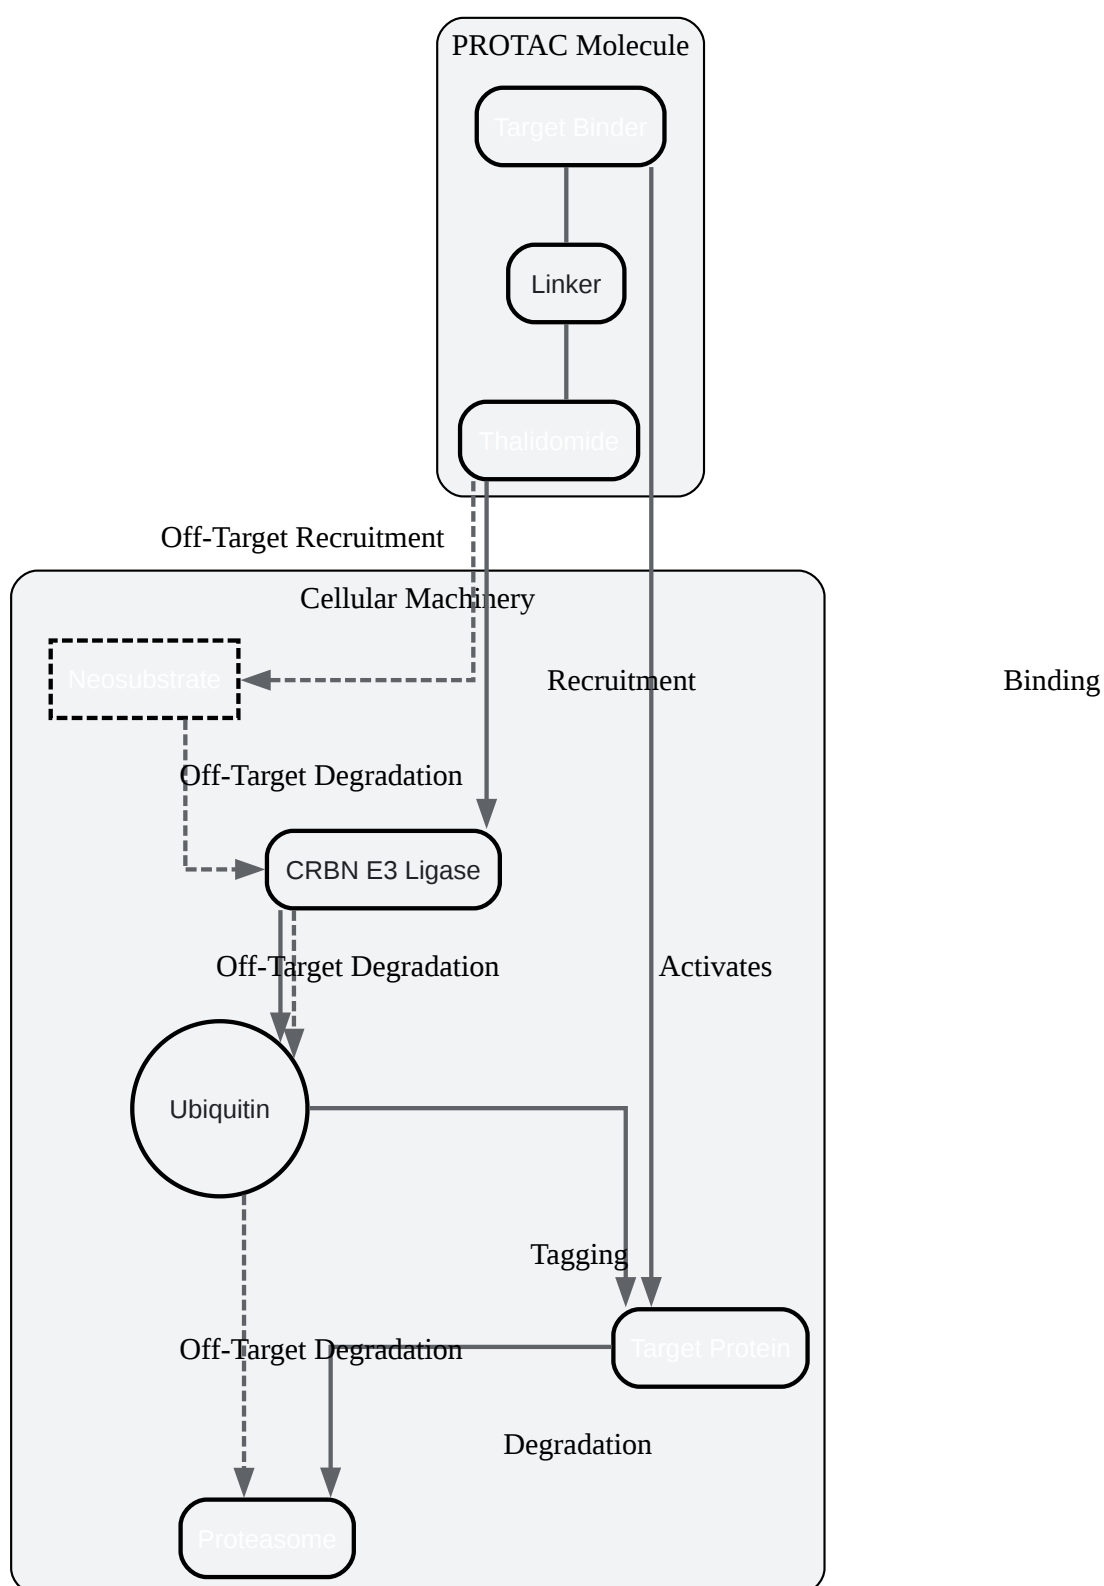 PROTAC Molecule
Target Binder
Linker
Thalidomide
Off-Target Recruitment
Cellular Machinery
Neosubstrate
Recruitment
Binding
Off-Target Degradation
CRBN E3 Ligase
Off-Target Degradation
Activates
Ubiquitin
Tagging
Off-Target Degradation
Target Protein
Degradation
Proteasome